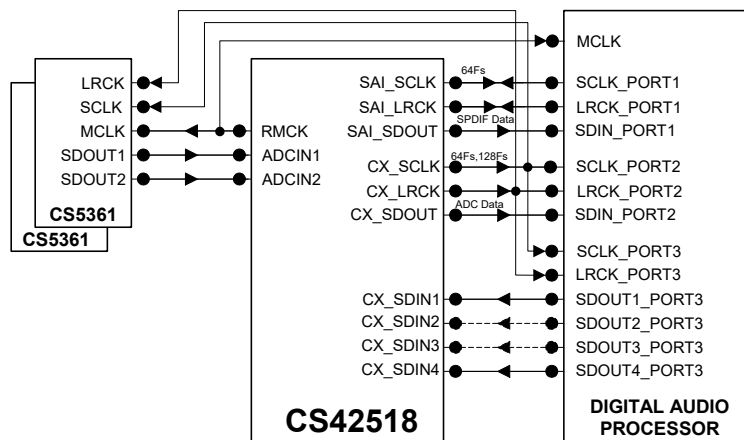 LRCK
SCLK
MCLK
SDOUT1
SDOUT2
CS5361
CS5361
RMCK
ADCIN1
ADCIN2
SAI_SCLK
SAI_LRCK
SAI_SDOUT
CX_SCLK
CX_LRCK
CX_SDOUT
CX_SDIN1
CX_SDIN2
CX_SDIN3
CX_SDIN4
CS42518
64Fs
SPDIF Data
64Fs,128Fs
ADC Data
MCLK
SCLK_PORT1
LRCK_PORT1
SDIN_PORT1
SCLK_PORT2
LRCK_PORT2
SDIN_PORT2
SCLK_PORT3
LRCK_PORT3
SDOUT1_PORT3
SDOUT2_PORT3
SDOUT3_PORT3
SDOUT4_PORT3
DIGITAL AUDIO
PROCESSOR